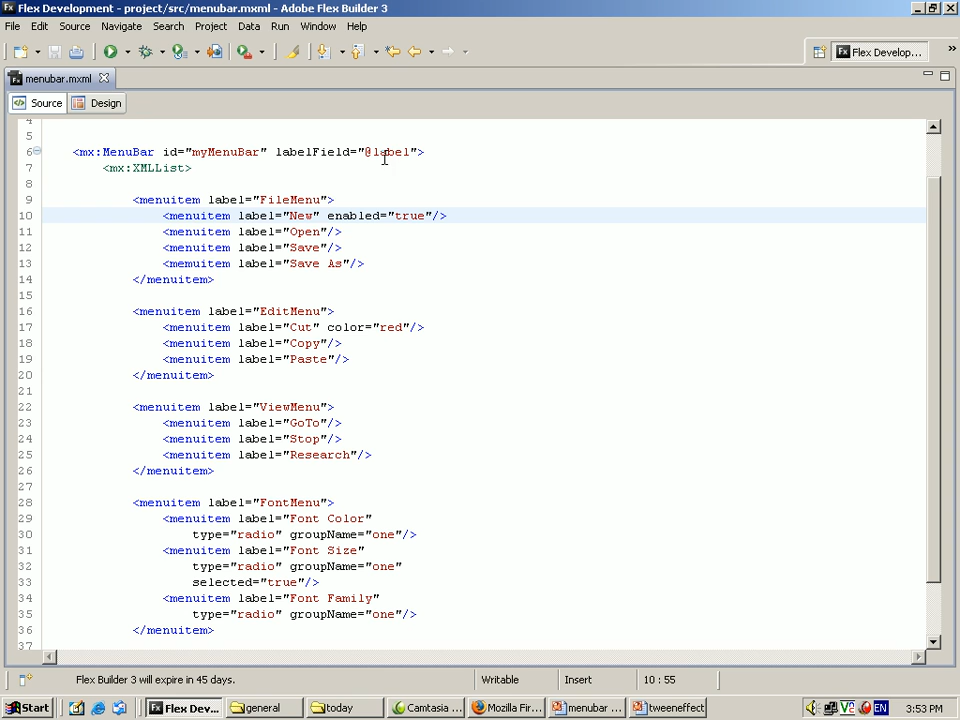 Flex Development - project/src/menubar.mxml - Adobe Flex Builder 3
File Edit Source Navigate Search Project Data Run Window Help
Flex Develop... »
menubar.mxml
Source Design
4
5
6 <mx:MenuBar id="myMenuBar" labelField="@label">
7 <mx:XMLList>
8
9 <menuitem label="FileMenu">
10 <menuitem label="New" enabled="true"/>
11 <menuitem label="Open"/>
12 <menuitem label="Save"/>
13 <memuitem label="Save As"/>
14 </menuitem>
15
16 <menuitem label="EditMenu">
17 <menuitem label="Cut" color="red"/>
18 <menuitem label="Copy"/>
19 <menuitem label="Paste"/>
20 </menuitem>
21
22 <menuitem label="ViewMenu">
23 <menuitem label="GoTo"/>
24 <menuitem label="Stop"/>
25 <menuitem label="Research"/>
26 </menuitem>
27
28 <menuitem label="FontMenu">
29 <menuitem label="Font Color"
30 type="radio" groupName="one"/>
31 <menuitem label="Font Size"
32 type="radio" groupName="one"
33 selected="true"/>
34 <menuitem label="Font Family"
35 type="radio" groupName="one"/>
36 </menuitem>
37
Flex Builder 3 will expire in 45 days. Writable Insert 10 : 55
Start Flex Dev... general today Camtasia ... Mozilla Fir... menubar ... tweeneffect EN 3:53 PM